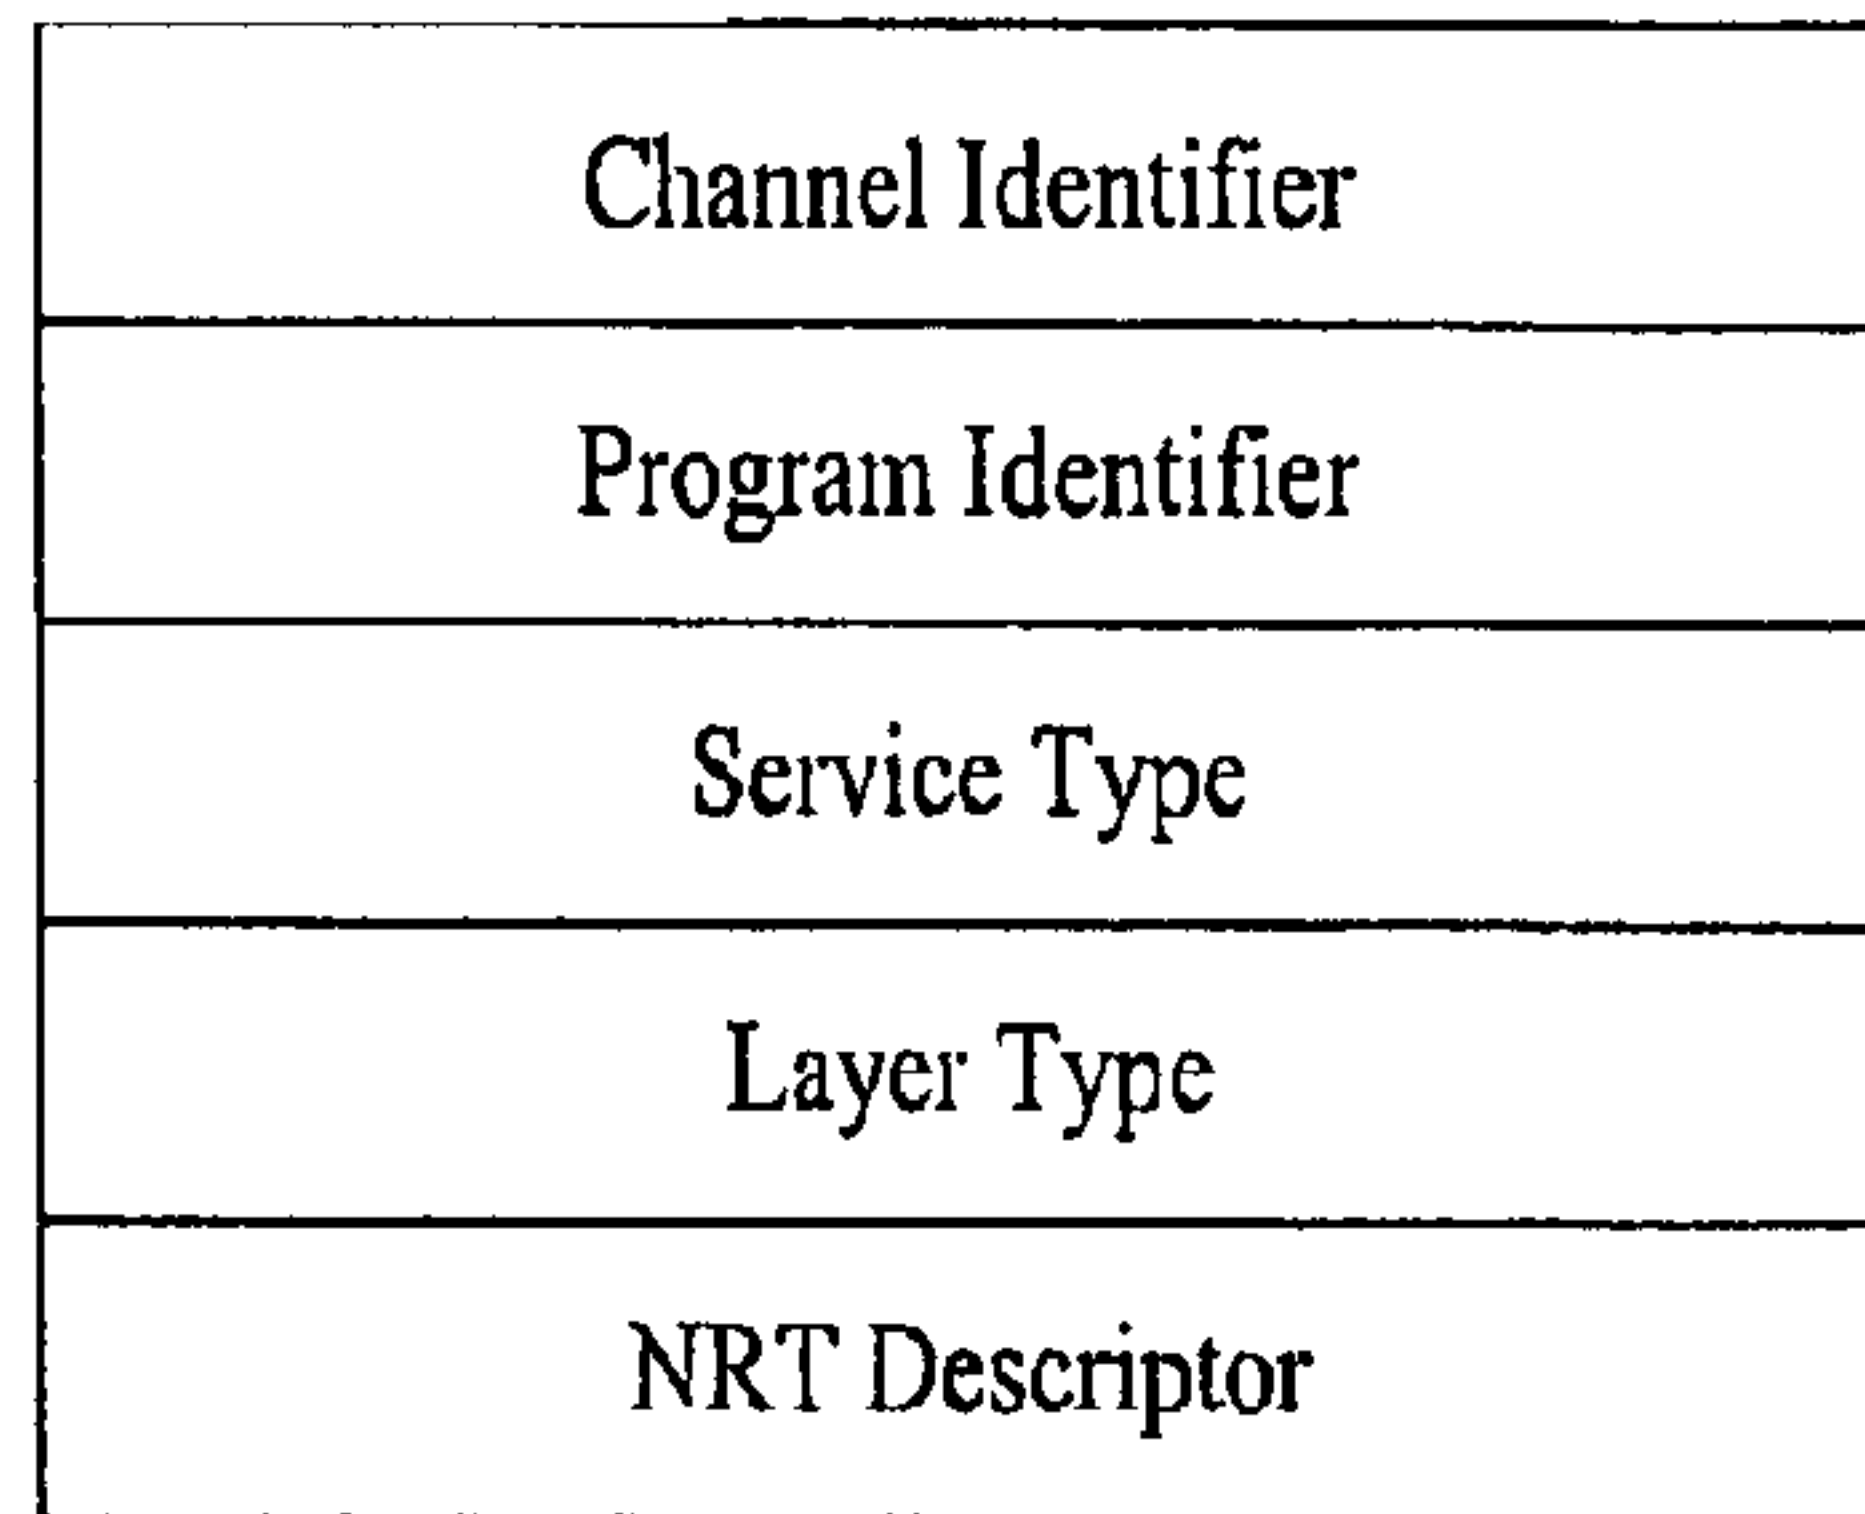 Channel Identifier
Program Identifier
Service Type
Layer Type
NRT Descriptor